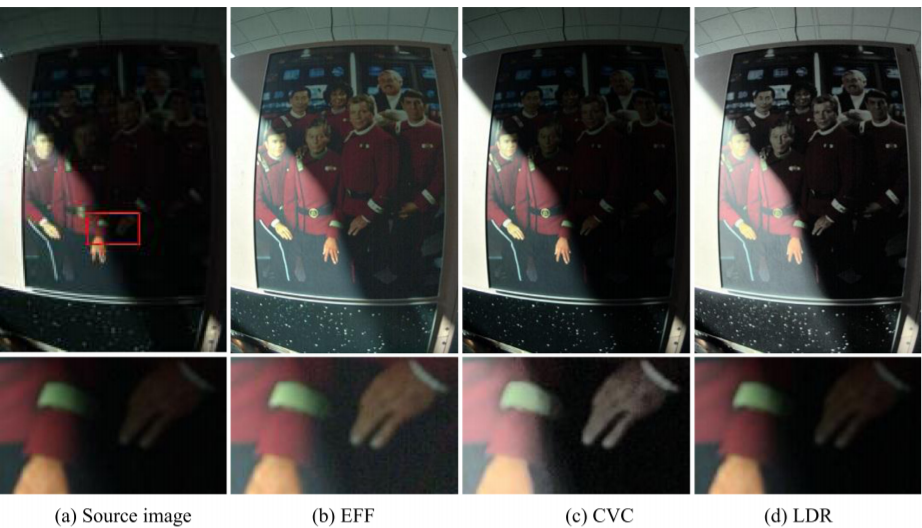 (a) Source image
(b) EFF
(c) CVC
(d) LDR